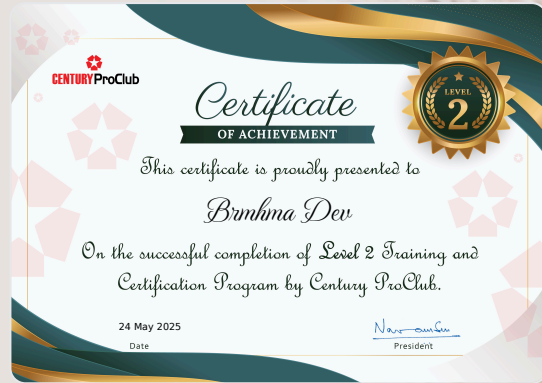 CENTURY ProClub
Certificate
OF ACHIEVEMENT
LEVEL
2
This certificate is proudly presented to
Brmhma Dev
On the successful completion of Level 2 Training and
Certification Program by Century ProClub.
24 May 2025
Date
President